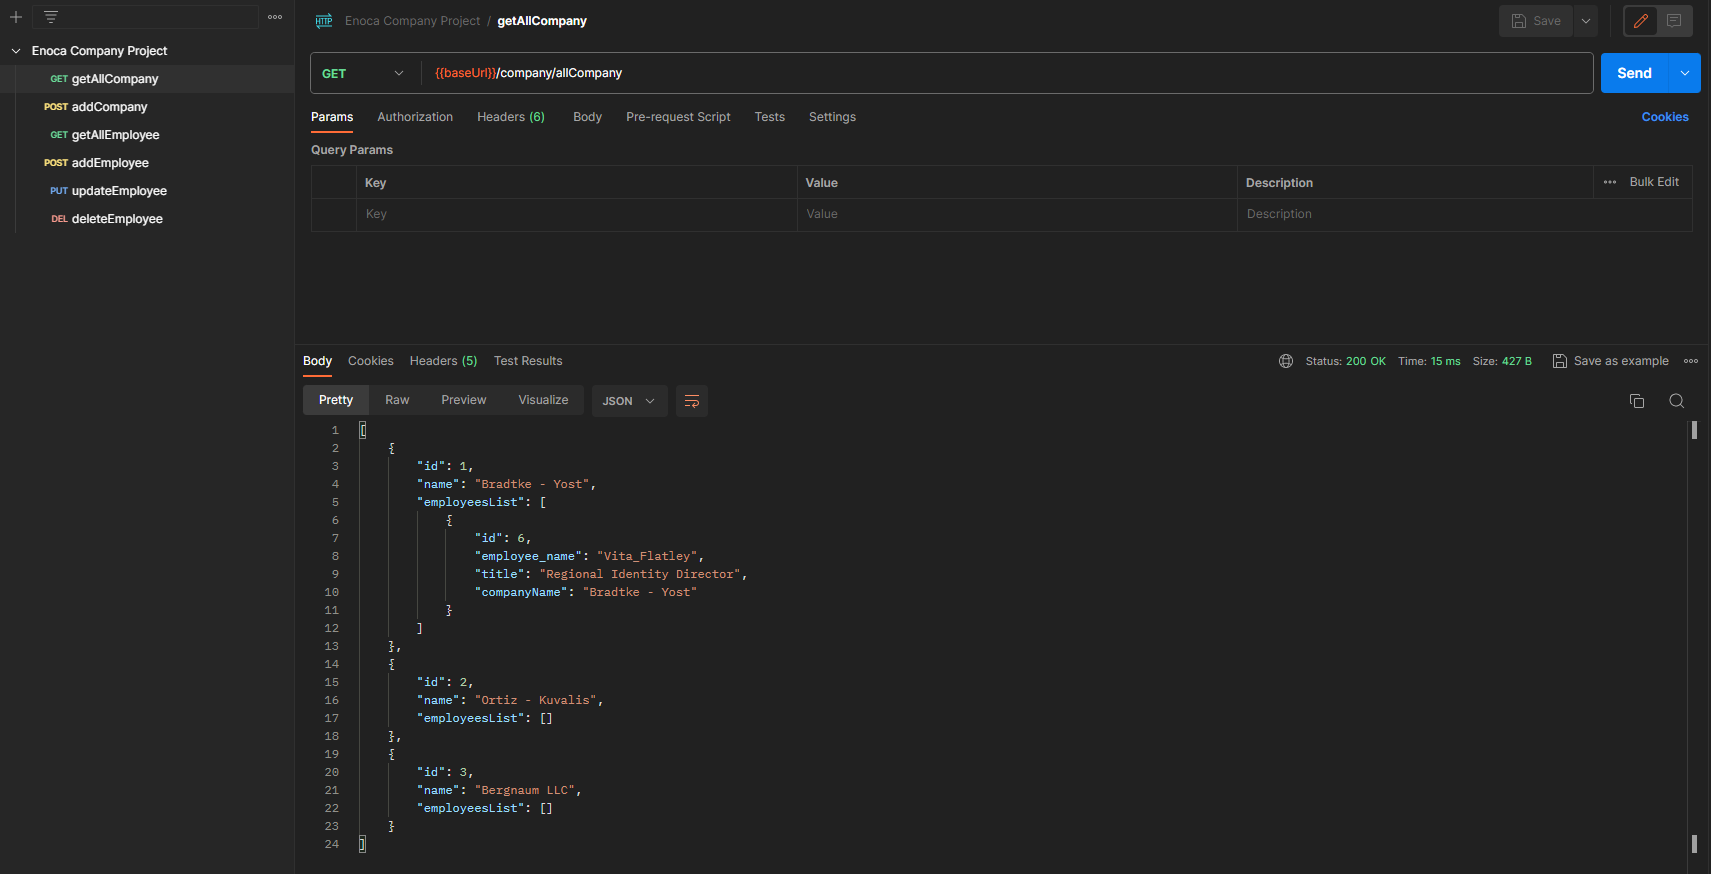 Enoca Company Project
GET getAllCompany
POST addCompany
GET getAllEmployee
POST addEmployee
PUT updateEmployee
DEL deleteEmployee
HTTP Enoca Company Project / getAllCompany
Save
GET {{baseUrl}}/company/allCompany
Send
Params Authorization Headers (6) Body Pre-request Script Tests Settings Cookies
Query Params
Key Value Description Bulk Edit
Key Value Description
Body Cookies Headers (5) Test Results Status: 200 OK Time: 15 ms Size: 427 B Save as example
Pretty Raw Preview Visualize JSON
1 [
2 {
3 "id": 1,
4 "name": "Bradtke - Yost",
5 "employeesList": [
6 {
7 "id": 6,
8 "employee_name": "Vita_Flatley",
9 "title": "Regional Identity Director",
10 "companyName": "Bradtke - Yost"
11 }
12 ]
13 },
14 {
15 "id": 2,
16 "name": "Ortiz - Kuvalis",
17 "employeesList": []
18 },
19 {
20 "id": 3,
21 "name": "Bergnaum LLC",
22 "employeesList": []
23 }
24 ]